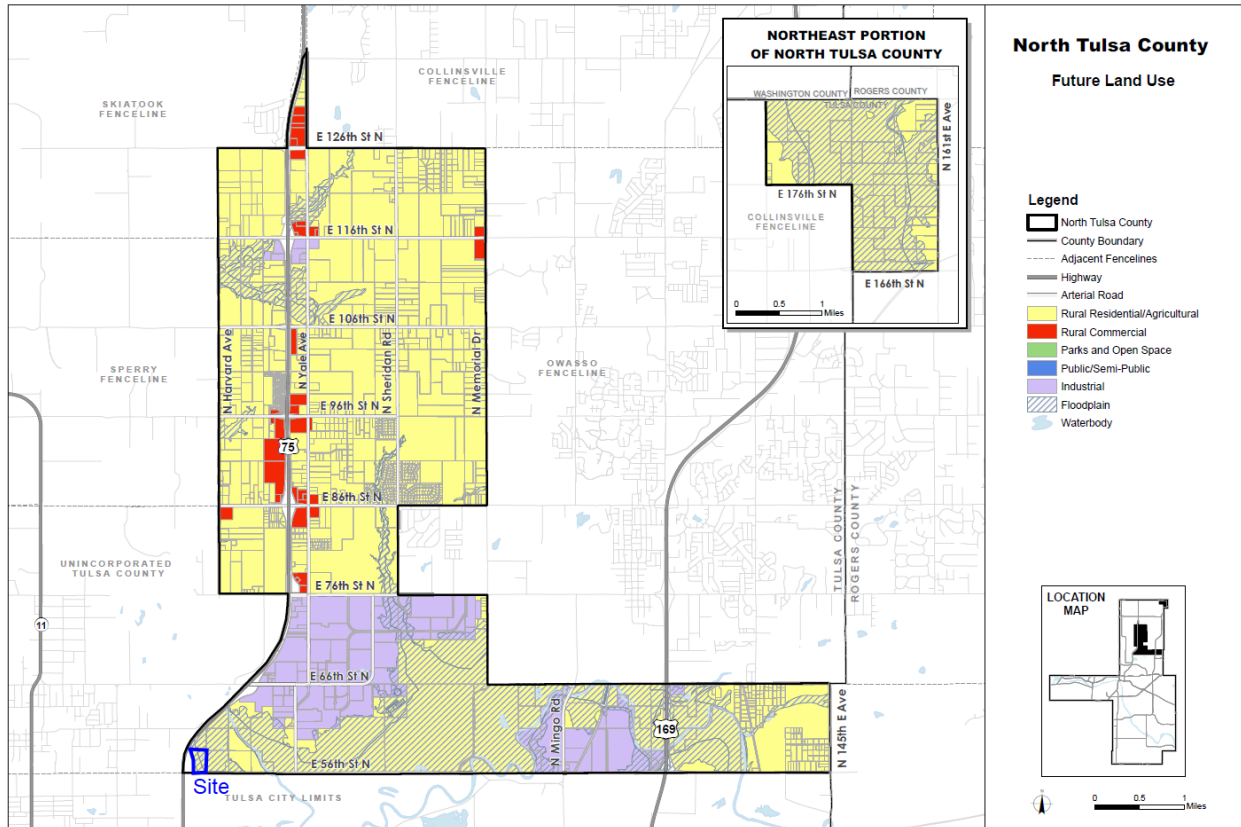 North Tulsa County
Future Land Use
NORTHEAST PORTION
OF NORTH TULSA COUNTY
WASHINGTON COUNTY
ROGERS COUNTY
TULSA COUNTY
N 161st E Ave
E 176th St N
COLLINSVILLE
FENCELINE
E 166th St N
0 0.5 1
Miles
SKIATOOK
FENCELINE
COLLINSVILLE
FENCELINE
E 126th St N
E 116th St N
E 106th St N
N Harvard Ave
N Yale Ave
N Sheridan Rd
N Memorial Dr
SPERRY
FENCELINE
OWASSO
FENCELINE
E 96th St N
75
E 86th St N
UNINCORPORATED
TULSA COUNTY
E 76th St N
TULSA COUNTY
ROGERS COUNTY
11
E 66th St N
N Mingo Rd
169
N 145th E Ave
E 56th St N
Site
TULSA CITY LIMITS
Legend
North Tulsa County
County Boundary
Adjacent Fencelines
Highway
Arterial Road
Rural Residential/Agricultural
Rural Commercial
Parks and Open Space
Public/Semi-Public
Industrial
Floodplain
Waterbody
LOCATION
MAP
N
0 0.5 1
Miles